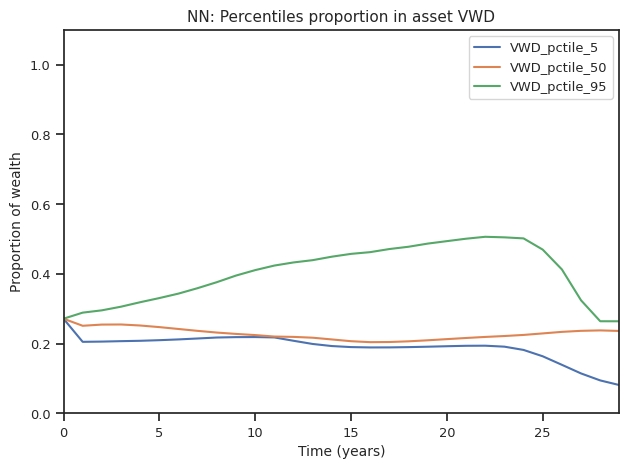 NN: Percentiles proportion in asset VWD
VWD_pctile_5
VWD_pctile_50
VWD_pctile_95
Proportion of wealth
1.0
0.8
0.6
0.4
0.2
0.0
0 5 10 15 20 25
Time (years)